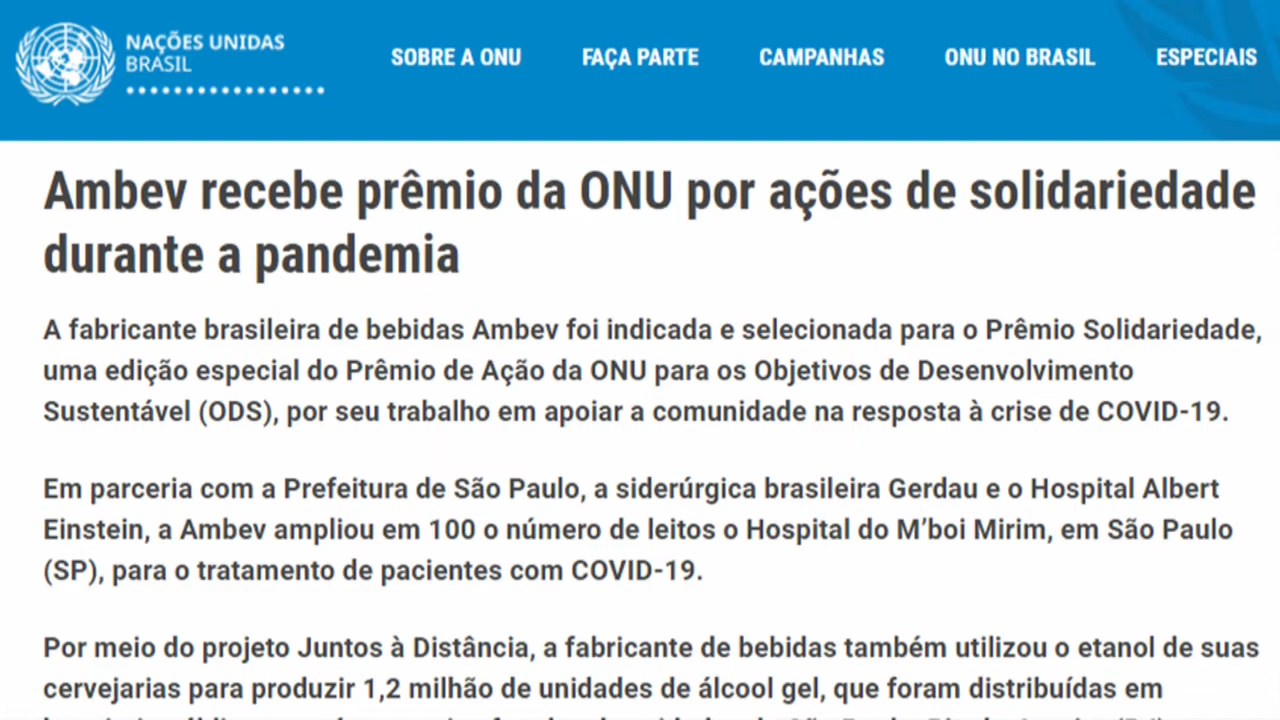 NAÇÕES UNIDAS
BRASIL
SOBRE A ONU
FAÇA PARTE
CAMPANHAS
ONU NO BRASIL
ESPECIAIS
Ambev recebe prêmio da ONU por ações de solidariedade
durante a pandemia
A fabricante brasileira de bebidas Ambev foi indicada e selecionada para o Prêmio Solidariedade,
uma edição especial do Prêmio de Ação da ONU para os Objetivos de Desenvolvimento
Sustentável (ODS), por seu trabalho em apoiar a comunidade na resposta à crise de COVID-19.
Em parceria com a Prefeitura de São Paulo, a siderúrgica brasileira Gerdau e o Hospital Albert
Einstein, a Ambev ampliou em 100 o número de leitos o Hospital do M’boi Mirim, em São Paulo
(SP), para o tratamento de pacientes com COVID-19.
Por meio do projeto Juntos à Distância, a fabricante de bebidas também utilizou o etanol de suas
cervejarias para produzir 1,2 milhão de unidades de álcool gel, que foram distribuídas em